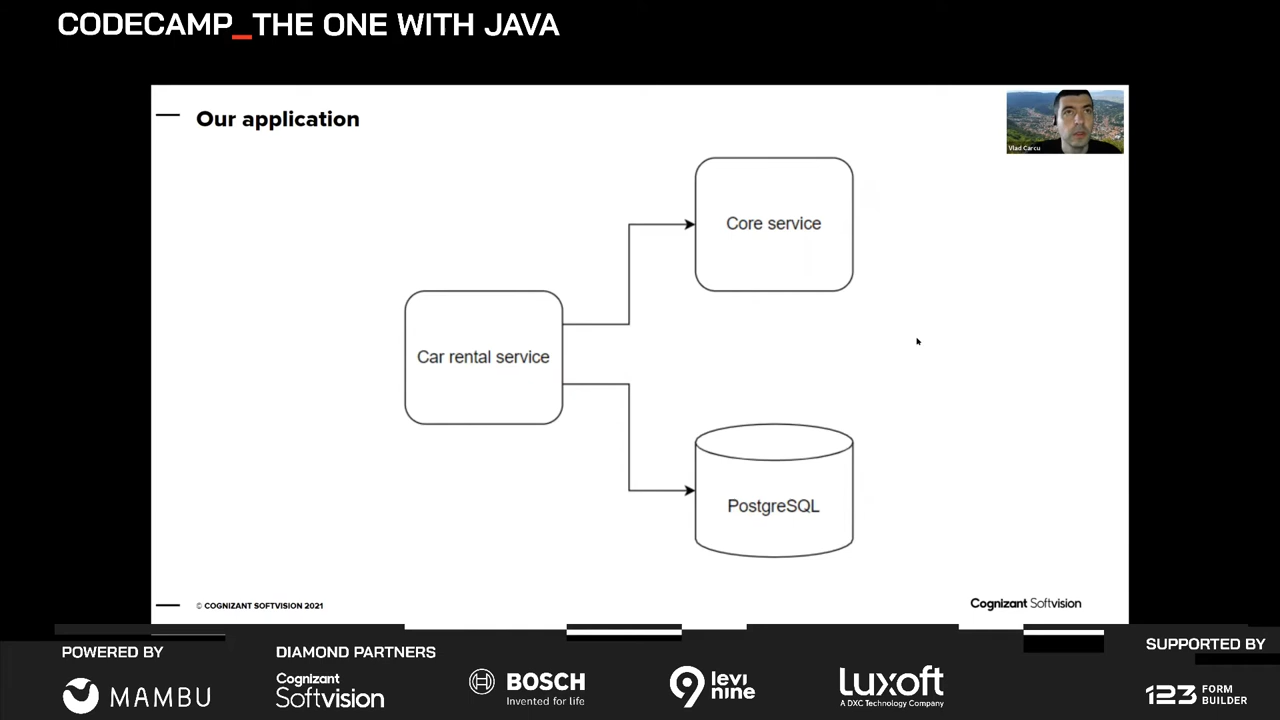 CODECAMP_THE ONE WITH JAVA
Our application
Vlad Carcu
Core service
Car rental service
PostgreSQL
© COGNIZANT SOFTVISION 2021
Cognizant Softvision
POWERED BY
MAMBU
DIAMOND PARTNERS
Cognizant
Softvision
BOSCH
Invented for life
9 levi
nine
Luxoft
A DXC Technology Company
SUPPORTED BY
123 FORM
BUILDER